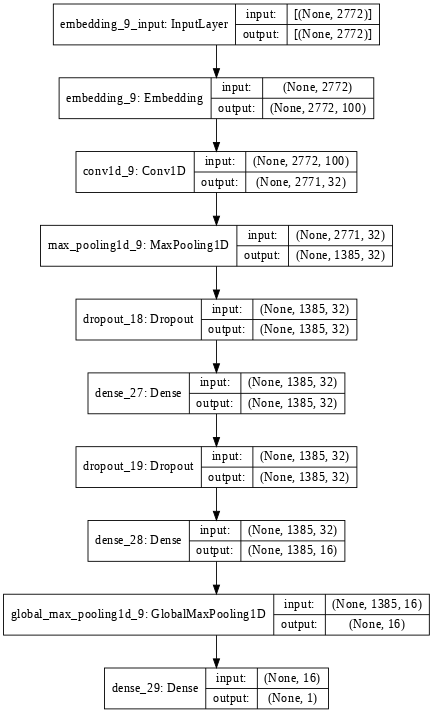 embedding_9_input: InputLayer
input: [(None, 2772)]
output: [(None, 2772)]
embedding_9: Embedding
input: (None, 2772)
output: (None, 2772, 100)
conv1d_9: Conv1D
input: (None, 2772, 100)
output: (None, 2771, 32)
max_pooling1d_9: MaxPooling1D
input: (None, 2771, 32)
output: (None, 1385, 32)
dropout_18: Dropout
input: (None, 1385, 32)
output: (None, 1385, 32)
dense_27: Dense
input: (None, 1385, 32)
output: (None, 1385, 32)
dropout_19: Dropout
input: (None, 1385, 32)
output: (None, 1385, 32)
dense_28: Dense
input: (None, 1385, 32)
output: (None, 1385, 16)
global_max_pooling1d_9: GlobalMaxPooling1D
input: (None, 1385, 16)
output: (None, 16)
dense_29: Dense
input: (None, 16)
output: (None, 1)